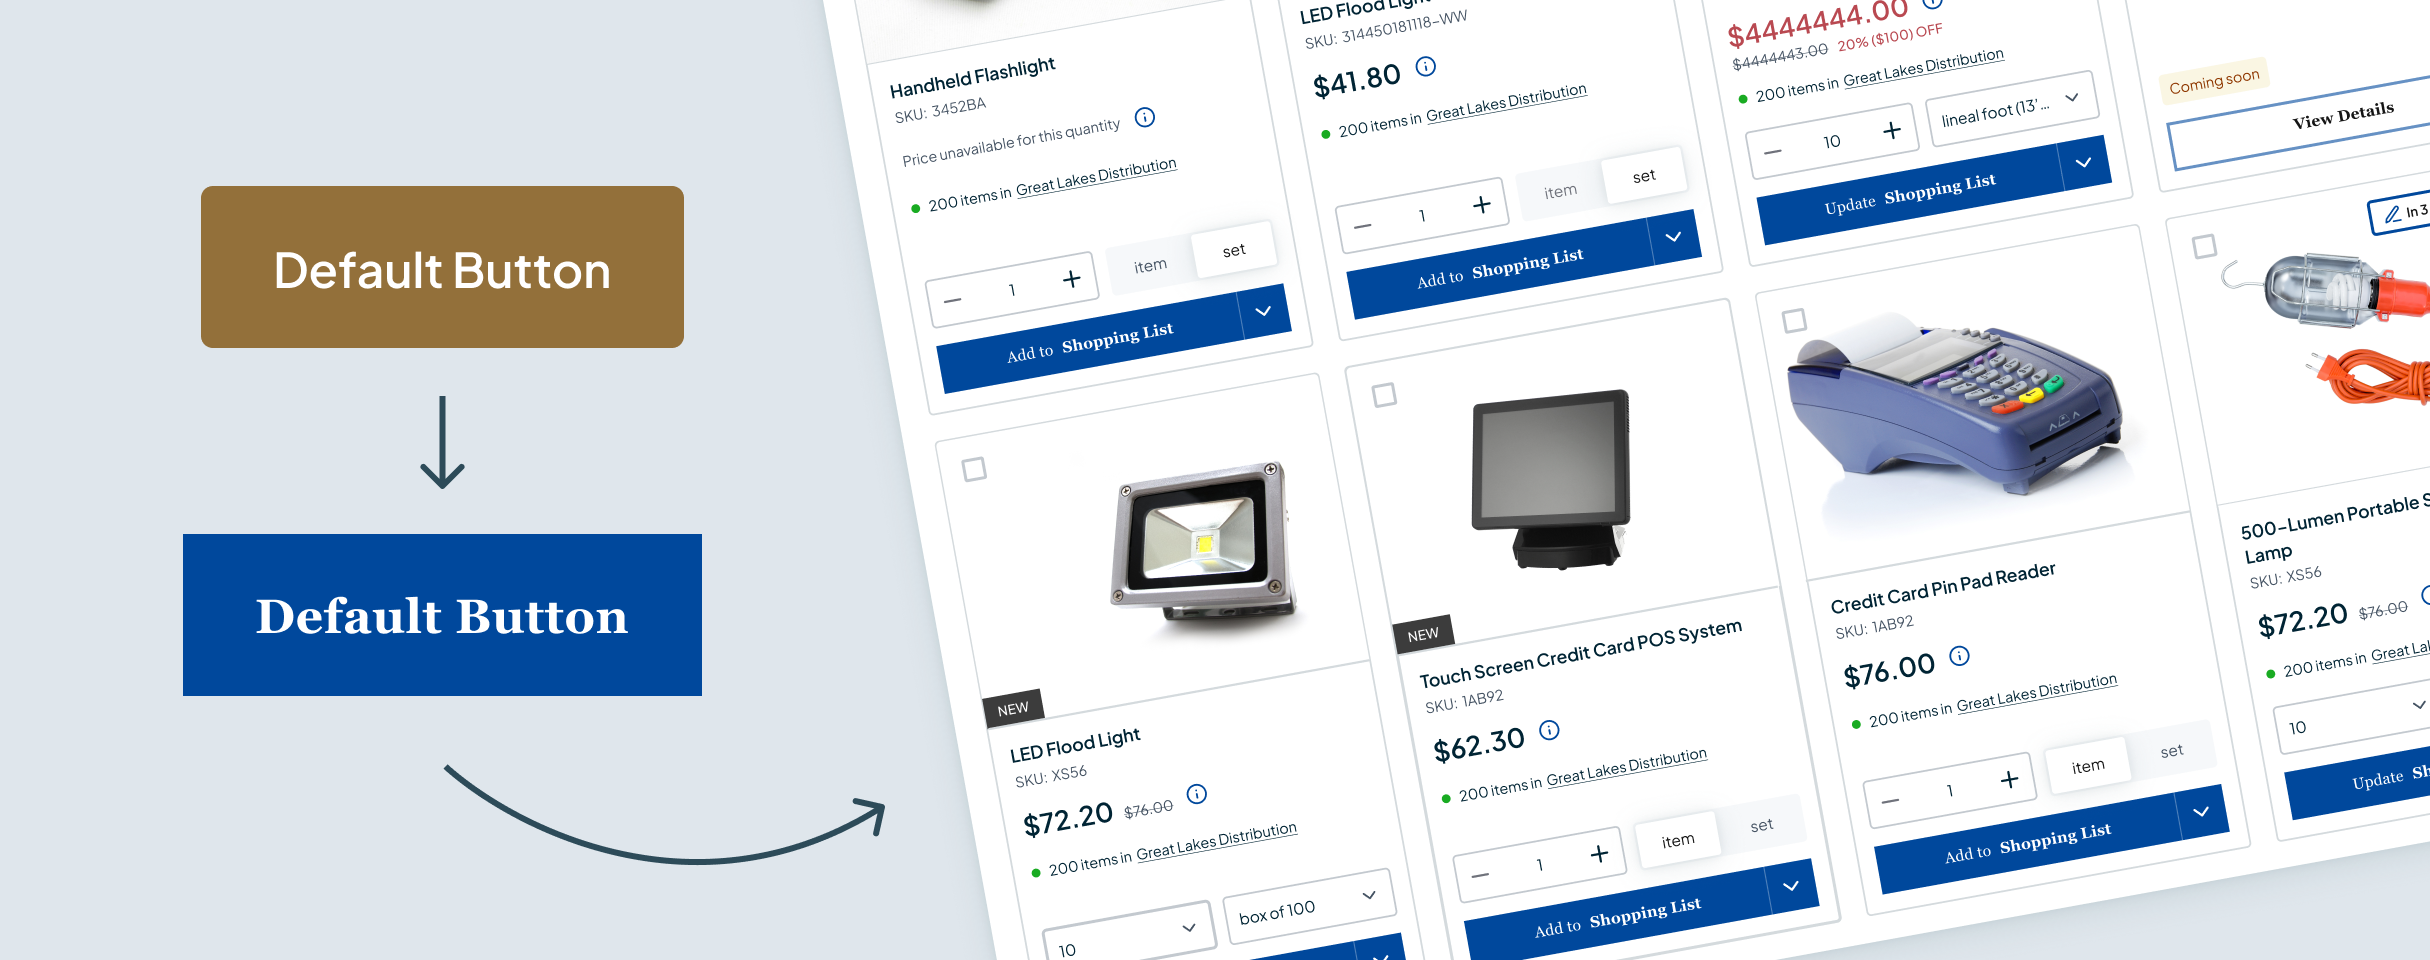 Default Button
Default Button
Handheld Flashlight
SKU: 3452BA
Price unavailable for this quantity
200 items in Great Lakes Distribution
1
item
set
Add to Shopping List
LED Flood Light
SKU: 314450181118-WW
$41.80
200 items in Great Lakes Distribution
1
item
set
Add to Shopping List
$4444444.00
$4444443.00 20% ($100) OFF
200 items in Great Lakes Distribution
10
lineal foot (13'...
Update Shopping List
Coming soon
View Details
NEW
LED Flood Light
SKU: XS56
$72.20 $76.00
200 items in Great Lakes Distribution
10
box of 100
NEW
Touch Screen Credit Card POS System
SKU: 1AB92
$62.30
200 items in Great Lakes Distribution
1
item
set
Add to Shopping List
Credit Card Pin Pad Reader
SKU: 1AB92
$76.00
200 items in Great Lakes Distribution
1
item
set
Add to Shopping List
In 3
500-Lumen Portable S
Lamp
SKU: XS56
$72.20 $76.00
200 items in Great Lak
10
Update Sh